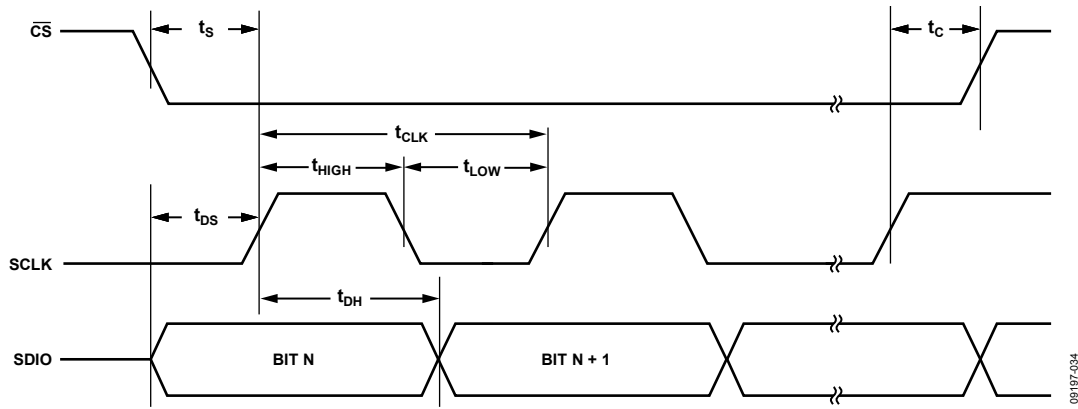 CS
tS
tC
tCLK
tHIGH
tLOW
tDS
SCLK
tDH
SDIO
BIT N
BIT N + 1
09197-034